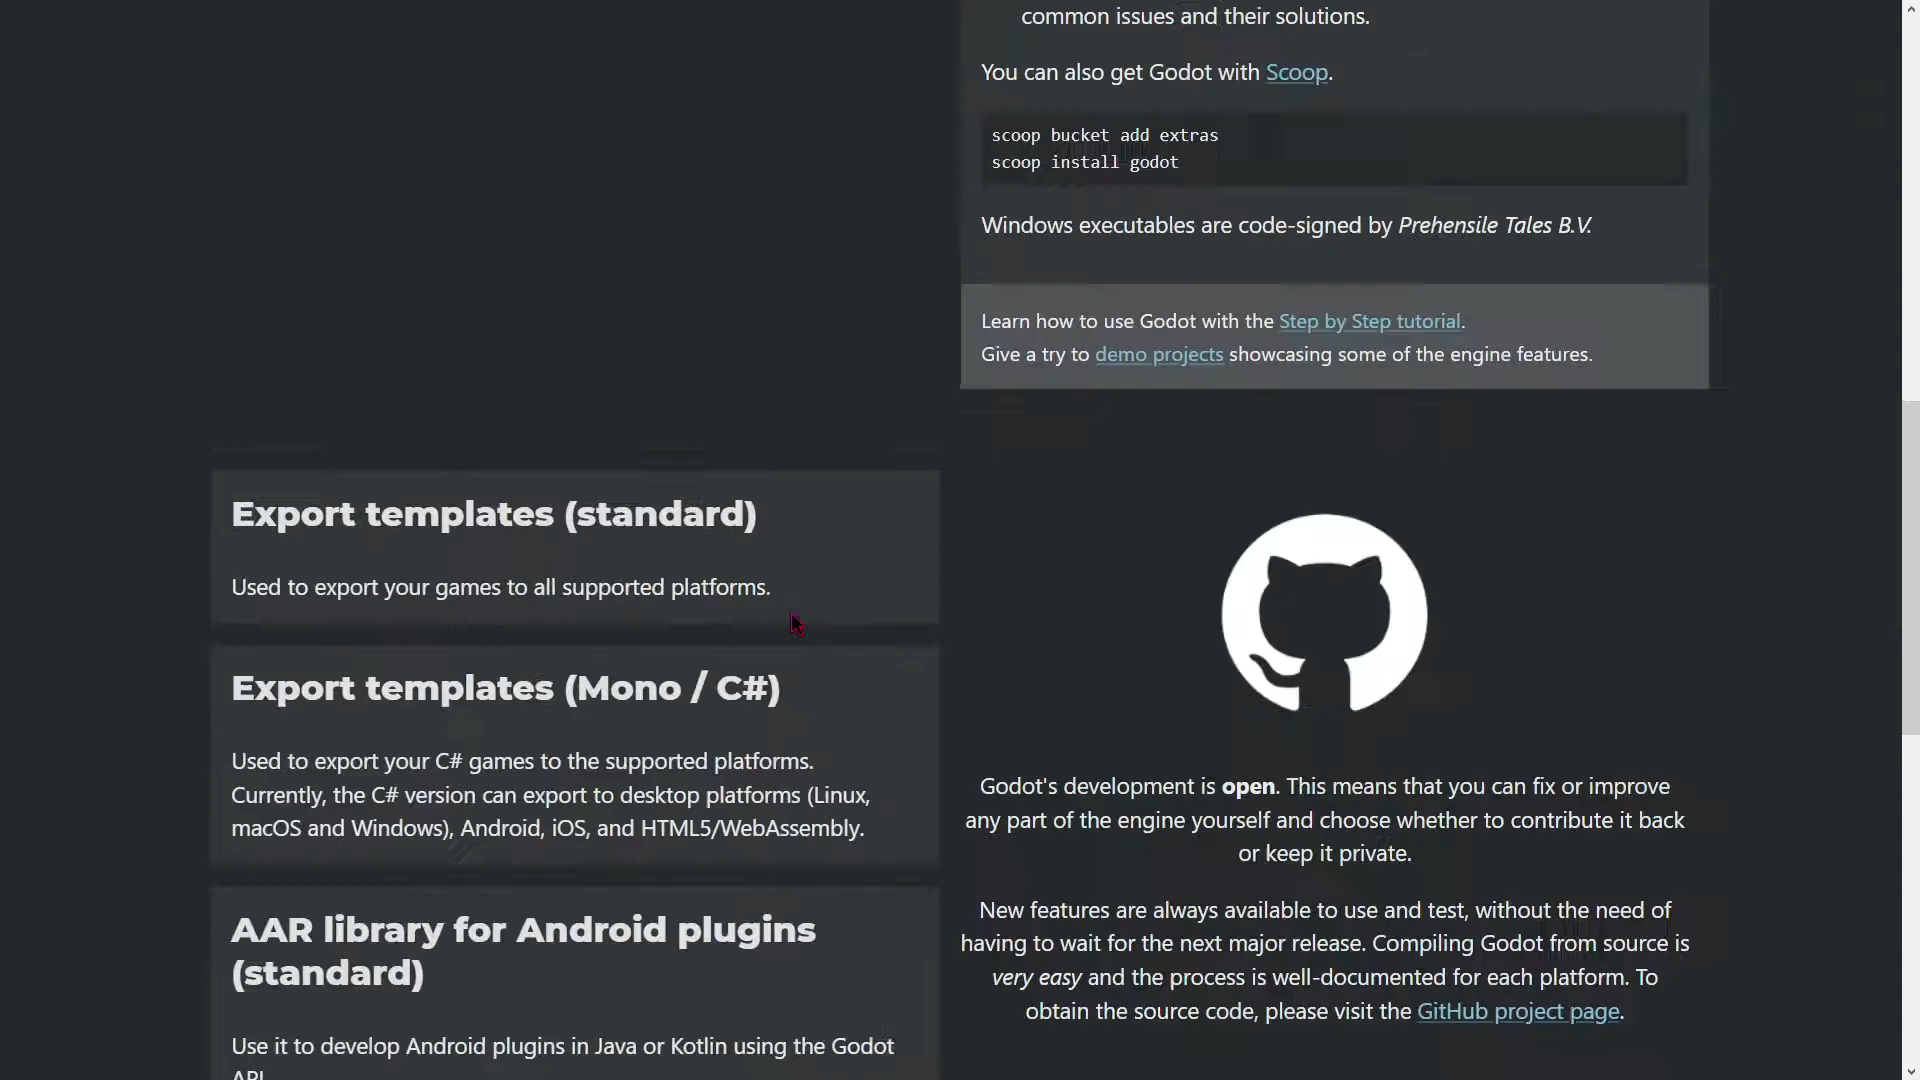 common issues and their solutions.
You can also get Godot with Scoop.
scoop bucket add extras
scoop install godot
Windows executables are code-signed by Prehensile Tales B.V.
Learn how to use Godot with the Step by Step tutorial.
Give a try to demo projects showcasing some of the engine features.
Export templates (standard)
Used to export your games to all supported platforms.
Export templates (Mono / C#)
Used to export your C# games to the supported platforms.
Currently, the C# version can export to desktop platforms (Linux,
macOS and Windows), Android, iOS, and HTML5/WebAssembly.
AAR library for Android plugins
(standard)
Use it to develop Android plugins in Java or Kotlin using the Godot
API
Godot's development is open. This means that you can fix or improve
any part of the engine yourself and choose whether to contribute it back
or keep it private.
New features are always available to use and test, without the need of
having to wait for the next major release. Compiling Godot from source is
very easy and the process is well-documented for each platform. To
obtain the source code, please visit the GitHub project page.